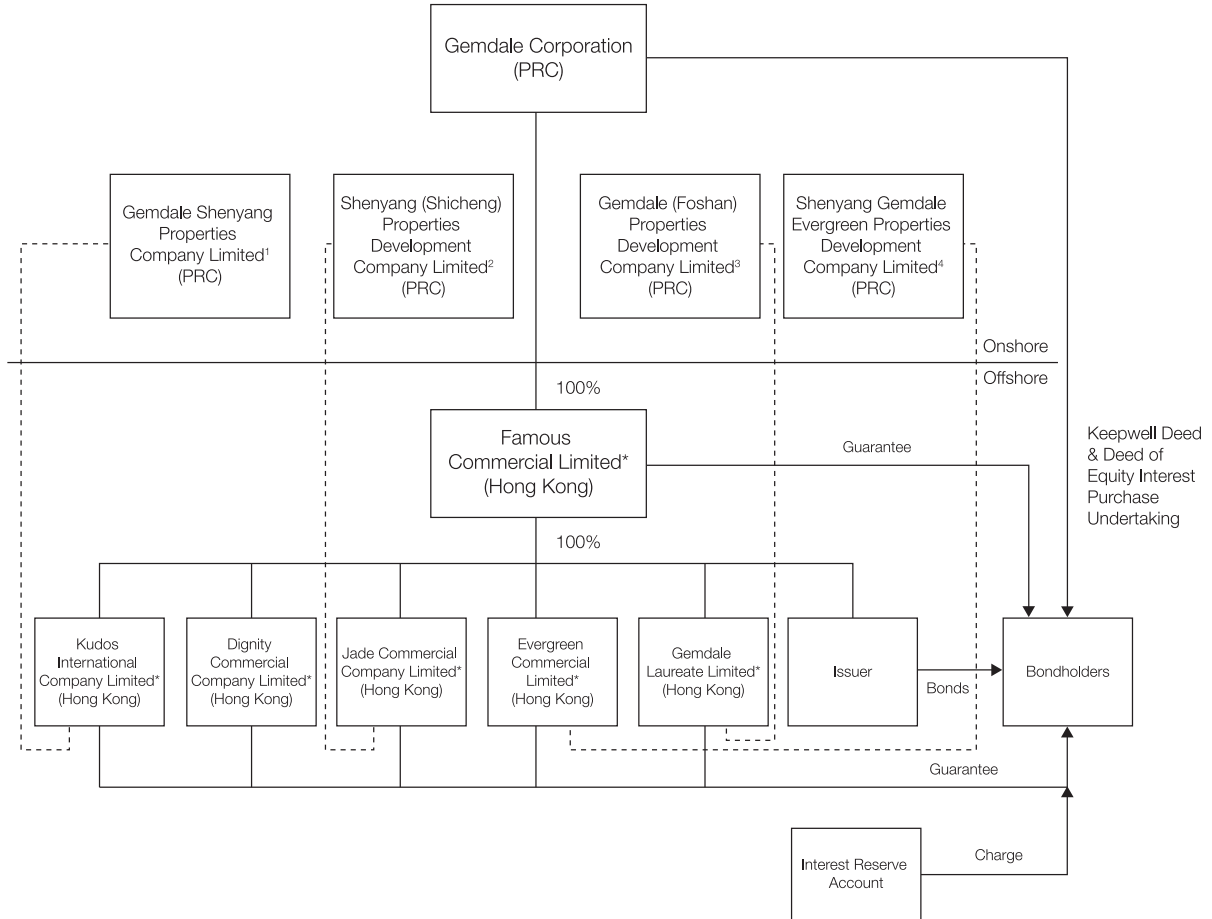 Gemdale Corporation
(PRC)
Gemdale Shenyang
Properties
Company Limited¹
(PRC)
Shenyang (Shicheng)
Properties
Development
Company Limited²
(PRC)
Gemdale (Foshan)
Properties
Development
Company Limited³
(PRC)
Shenyang Gemdale
Evergreen Properties
Development
Company Limited⁴
(PRC)
Onshore
Offshore
100%
Famous
Commercial Limited*
(Hong Kong)
Guarantee
Keepwell Deed
& Deed of
Equity Interest
Purchase
Undertaking
100%
Kudos
International
Company Limited*
(Hong Kong)
Dignity
Commercial
Company Limited*
(Hong Kong)
Jade Commercial
Company Limited*
(Hong Kong)
Evergreen
Commercial
Limited*
(Hong Kong)
Gemdale
Laureate Limited*
(Hong Kong)
Issuer
Bonds
Bondholders
Guarantee
Interest Reserve
Account
Charge